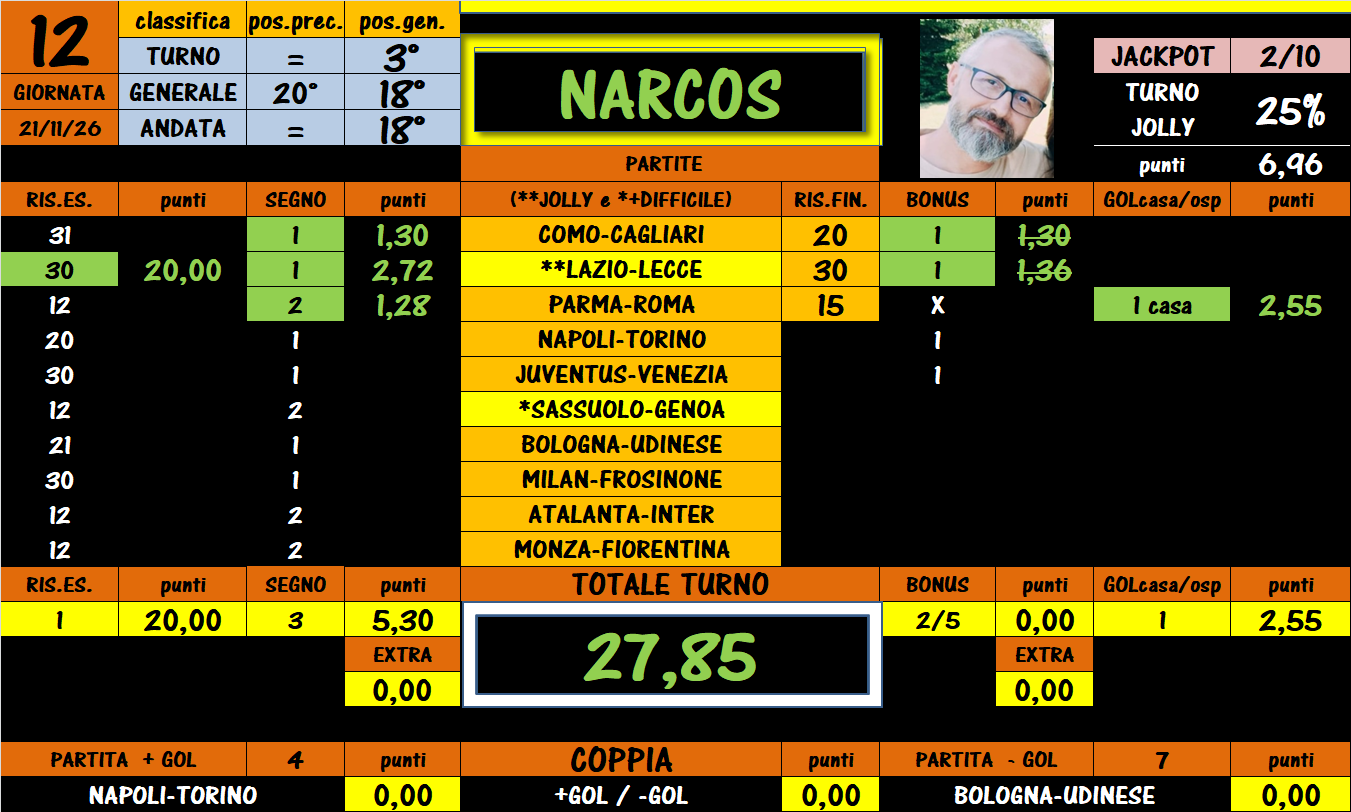 12 classifica pos.prec. pos.gen.
TURNO = 3°
GIORNATA GENERALE 20° 18°
21/11/26 ANDATA = 18°
NARCOS
JACKPOT 2/10
TURNO
JOLLY
25%
punti 6,96
PARTITE
RIS.ES. punti SEGNO punti (**JOLLY e *+DIFFICILE) RIS.FIN. BONUS punti GOLcasa/osp punti
31 1 1,30 COMO-CAGLIARI 20 1 1,30
30 20,00 1 2,72 **LAZIO-LECCE 30 1 1,36
12 2 1,28 PARMA-ROMA 15 X 1 casa 2,55
20 1 NAPOLI-TORINO 1
30 1 JUVENTUS-VENEZIA 1
12 2 *SASSUOLO-GENOA
21 1 BOLOGNA-UDINESE
30 1 MILAN-FROSINONE
12 2 ATALANTA-INTER
12 2 MONZA-FIORENTINA
RIS.ES. punti SEGNO punti TOTALE TURNO BONUS punti GOLcasa/osp punti
1 20,00 3 5,30 27,85 2/5 0,00 1 2,55
EXTRA EXTRA
0,00 0,00
PARTITA + GOL 4 punti COPPIA punti PARTITA - GOL 7 punti
NAPOLI-TORINO 0,00 +GOL / -GOL 0,00 BOLOGNA-UDINESE 0,00